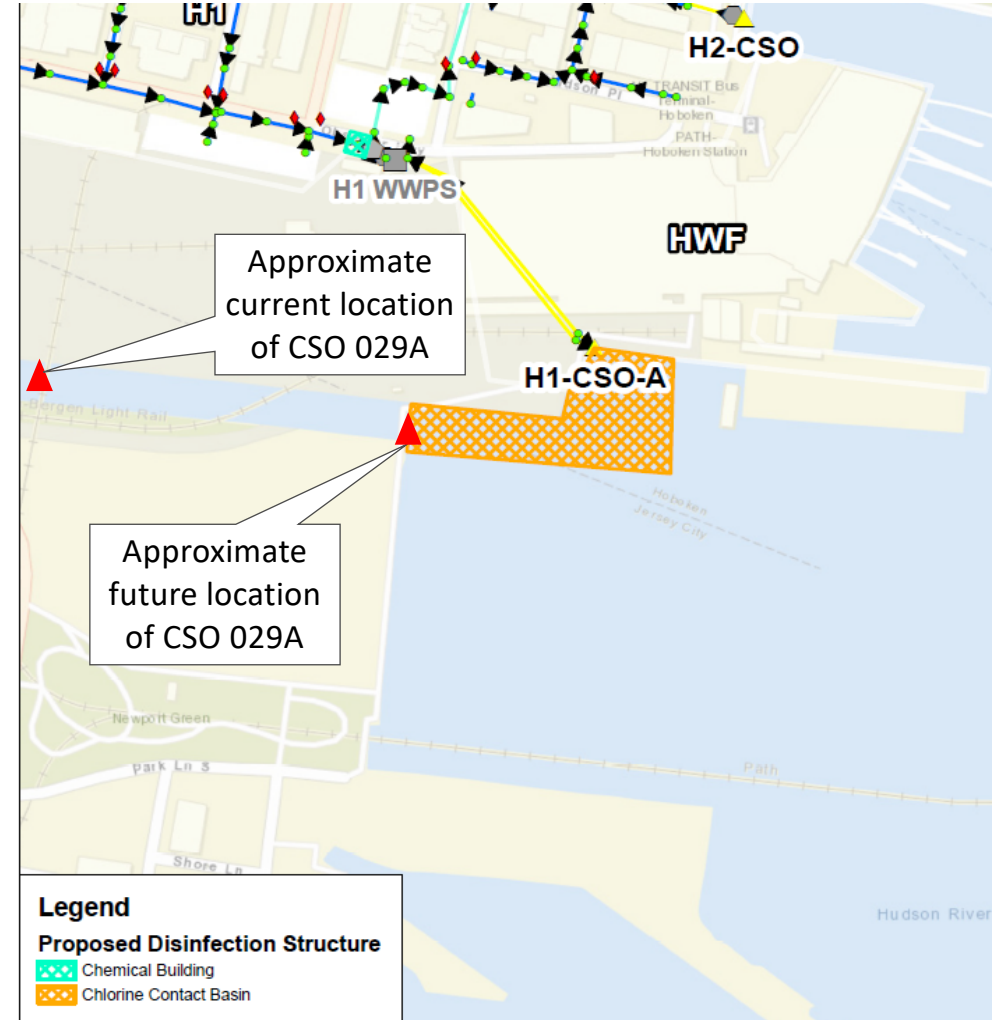 H1
H2-CSO
TRANSIT Bus
Terminal-
Hoboken
PATH-
Hoboken Station
H1 WWPS
HWF
Approximate
current location
of CSO 029A
H1-CSO-A
Bergen Light Rail
Hoboken
Jersey City
Approximate
future location
of CSO 029A
Newport Green
Park Ln S
Path
Shore Ln
Hudson River
Legend
Proposed Disinfection Structure
Chemical Building
Chlorine Contact Basin